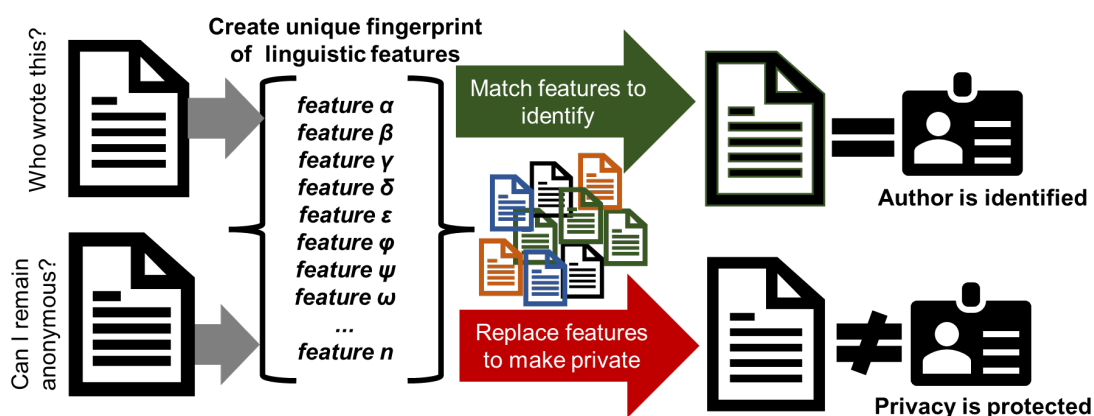 Who wrote this?
Create unique fingerprint
of linguistic features
feature α
feature β
feature γ
feature δ
feature ε
feature φ
feature ψ
feature ω
...
feature n
Match features to
identify
Author is identified
Can I remain
anonymous?
Replace features
to make private
Privacy is protected